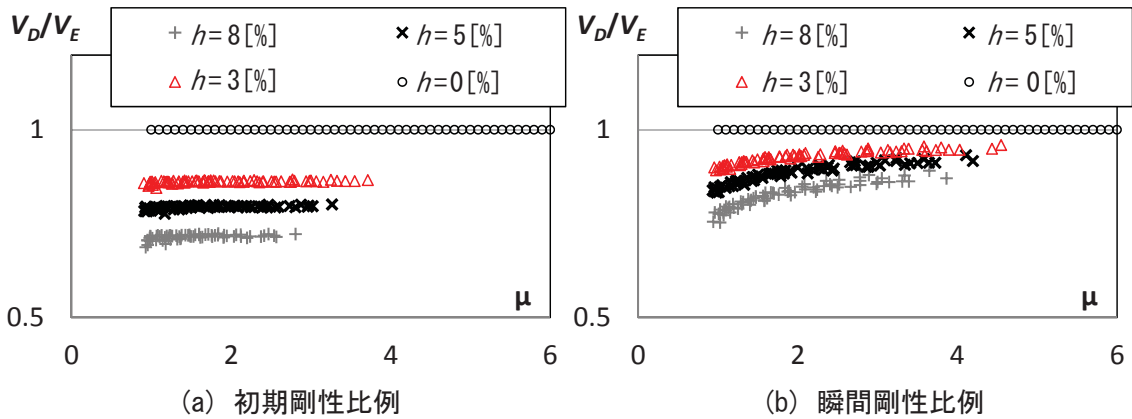 V_D/V_E
h=8[%] h=5[%]
h=3[%] h=0[%]
1
0.5
μ
0 2 4 6
(a) 初期剛性比例
V_D/V_E
h=8[%] h=5[%]
h=3[%] h=0[%]
1
0.5
μ
0 2 4 6
(b) 瞬間剛性比例